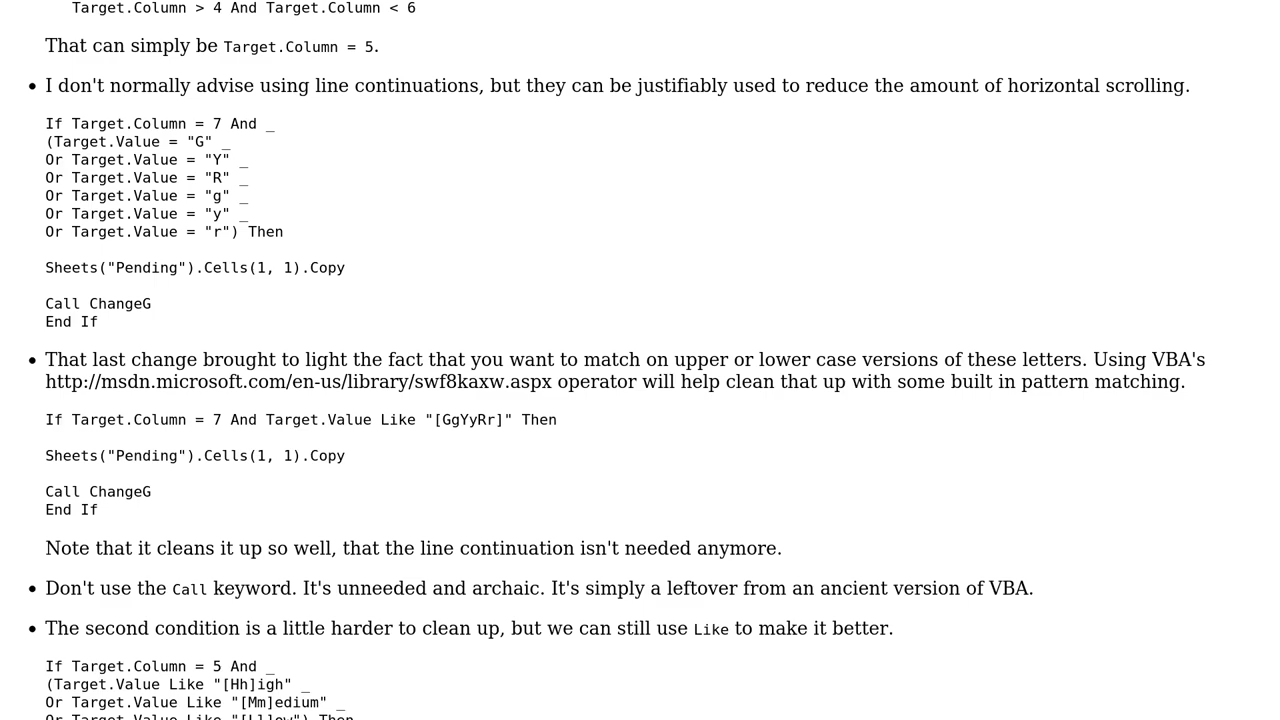 Target.Column > 4 And Target.Column < 6
That can simply be Target.Column = 5.
• I don't normally advise using line continuations, but they can be justifiably used to reduce the amount of horizontal scrolling.
If Target.Column = 7 And _
(Target.Value = "G" _
Or Target.Value = "Y" _
Or Target.Value = "R" _
Or Target.Value = "g" _
Or Target.Value = "y" _
Or Target.Value = "r") Then
Sheets("Pending").Cells(1, 1).Copy
Call ChangeG
End If
• That last change brought to light the fact that you want to match on upper or lower case versions of these letters. Using VBA's
http://msdn.microsoft.com/en-us/library/swf8kaxw.aspx operator will help clean that up with some built in pattern matching.
If Target.Column = 7 And Target.Value Like "[GgYyRr]" Then
Sheets("Pending").Cells(1, 1).Copy
Call ChangeG
End If
Note that it cleans it up so well, that the line continuation isn't needed anymore.
• Don't use the Call keyword. It's unneeded and archaic. It's simply a leftover from an ancient version of VBA.
• The second condition is a little harder to clean up, but we can still use Like to make it better.
If Target.Column = 5 And _
(Target.Value Like "[Hh]igh" _
Or Target.Value Like "[Mm]edium" _
Or Target.Value Like "[Ll]ow") Then